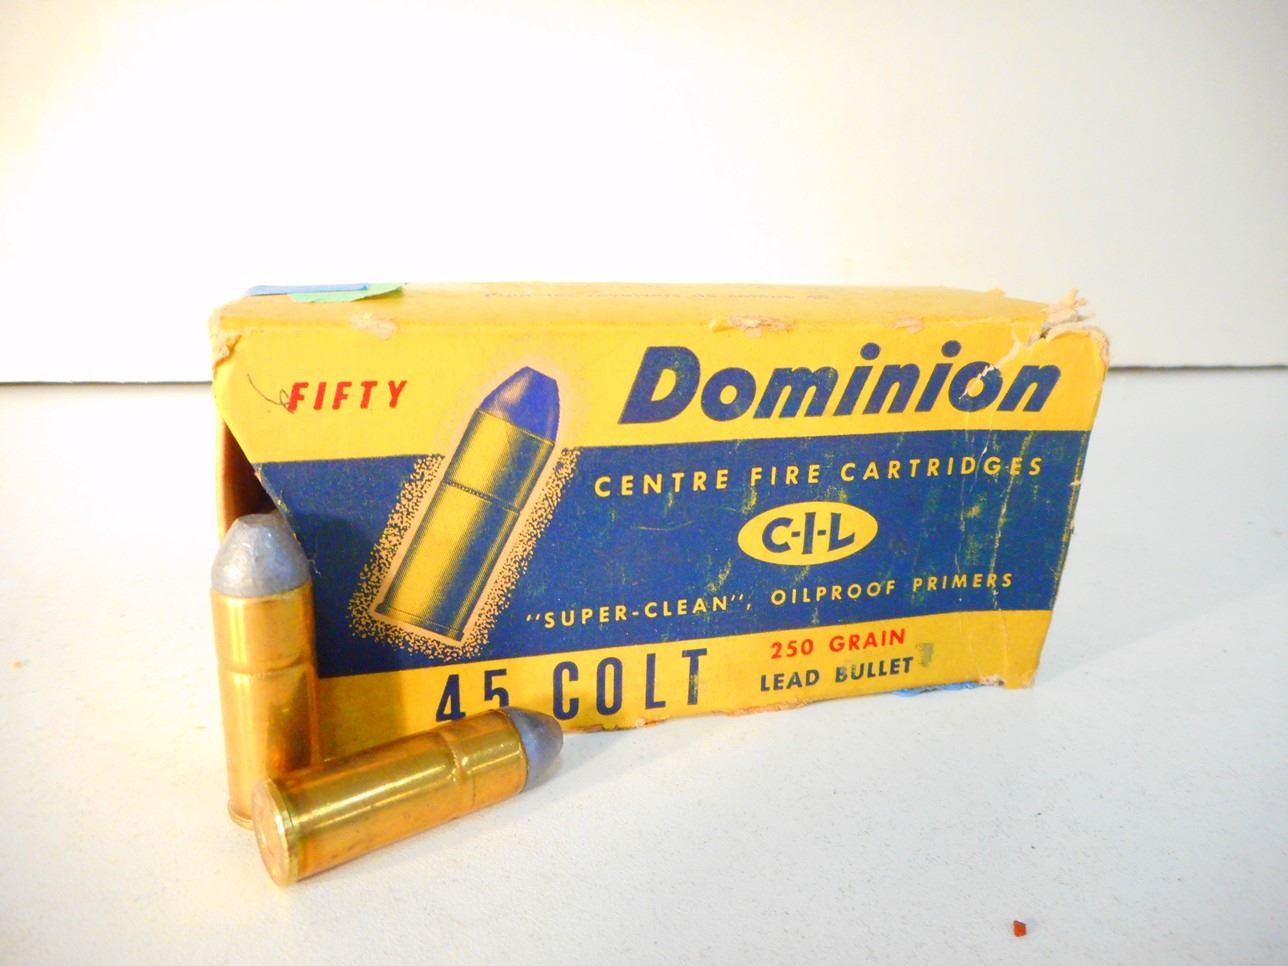 FIFTY
Dominion
CENTRE FIRE CARTRIDGES
C-I-L
"SUPER-CLEAN", OILPROOF PRIMERS
45 COLT
250 GRAIN
LEAD BULLET